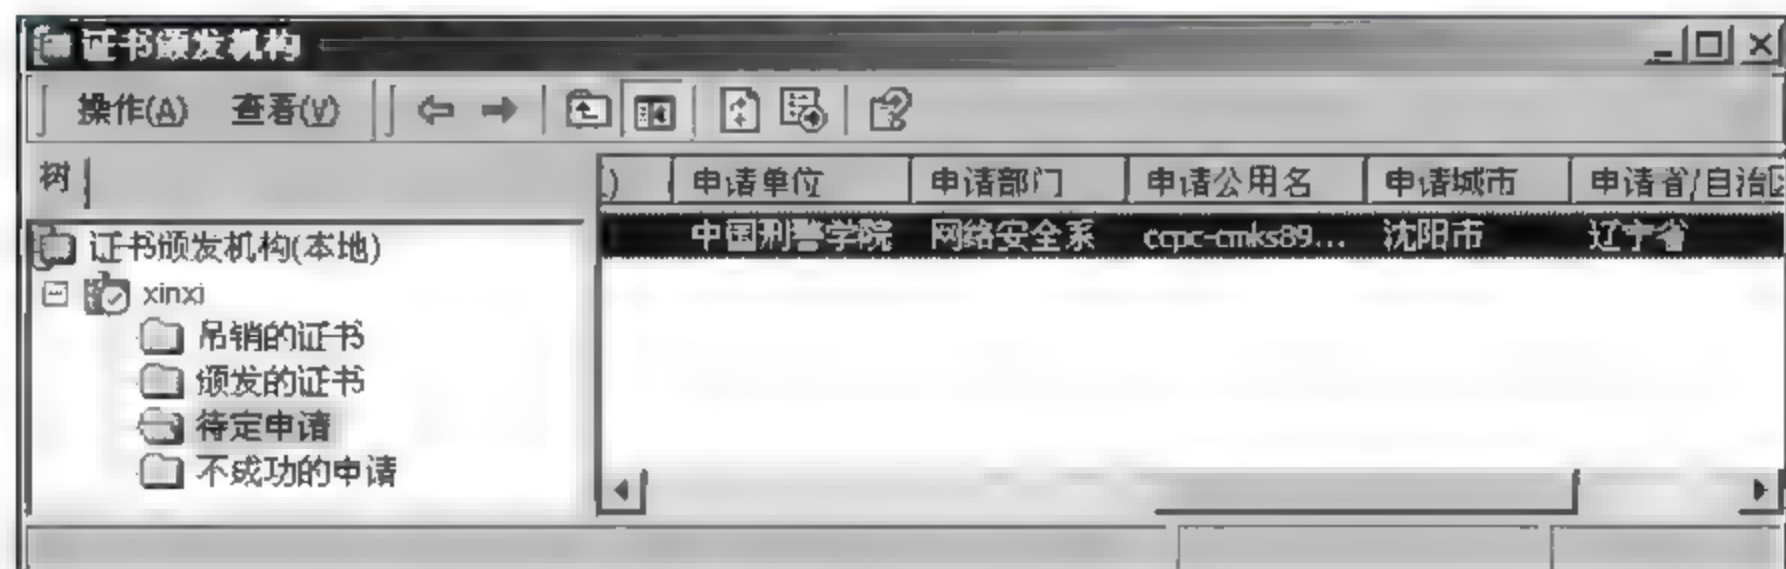 证书颁发机构
操作(A) 查看(V)
树
) 申请单位 申请部门 申请公用名 申请城市 申请省/自治区
中国刑警学院 网络安全系 ccpc-cmks89... 沈阳市 辽宁省
证书颁发机构(本地)
xinxi
吊销的证书
颁发的证书
待定申请
不成功的申请